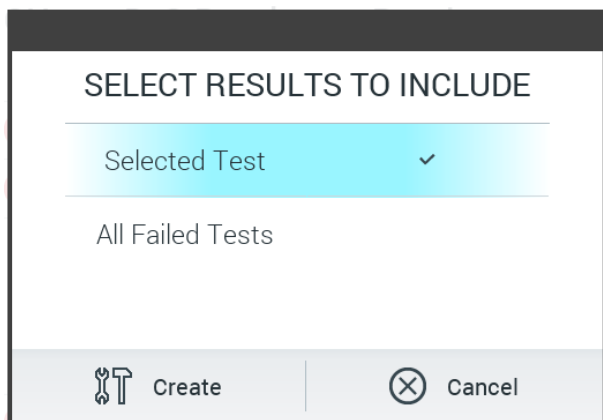 SELECT RESULTS TO INCLUDE
Selected Test
All Failed Tests
Create Cancel